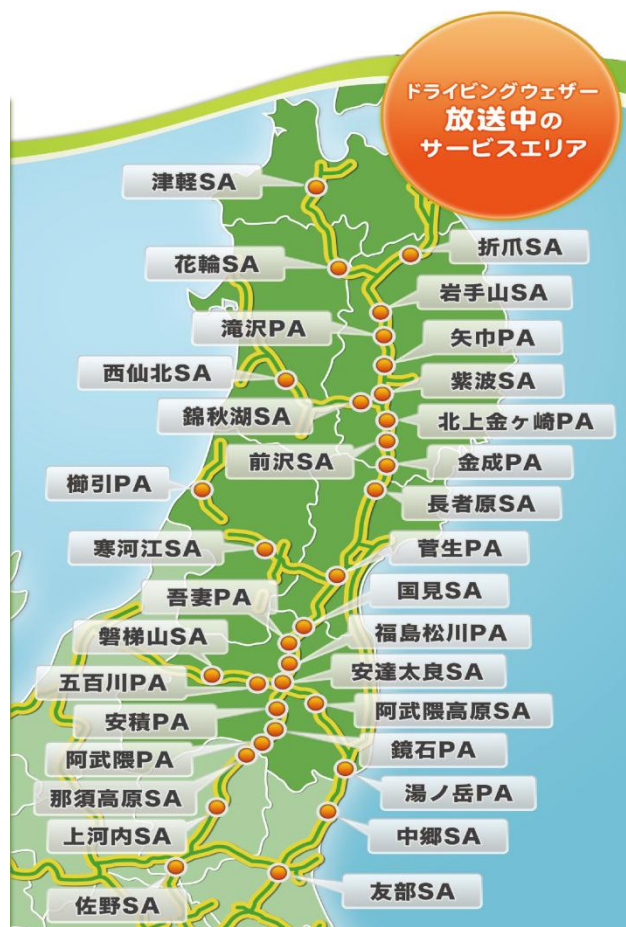 ドライビングウェザー
放送中の
サービスエリア
津軽SA
折爪SA
花輪SA
岩手山SA
滝沢PA
矢巾PA
西仙北SA
紫波SA
錦秋湖SA
北上金ヶ崎PA
前沢SA
金成PA
櫛引PA
長者原SA
寒河江SA
菅生PA
吾妻PA
国見SA
磐梯山SA
福島松川PA
五百川PA
安達太良SA
安積PA
阿武隈高原SA
阿武隈PA
鏡石PA
那須高原SA
湯ノ岳PA
上河内SA
中郷SA
佐野SA
友部SA